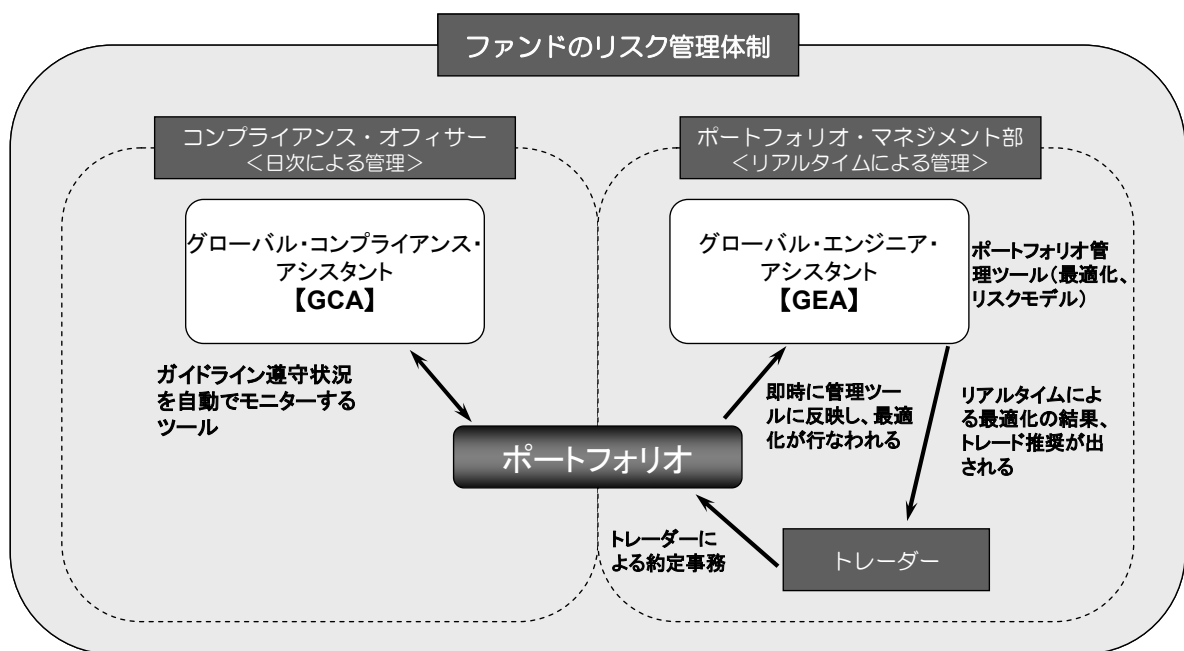 ファンドのリスク管理体制
コンプライアンス・オフィサー
＜日次による管理＞
ポートフォリオ・マネジメント部
＜リアルタイムによる管理＞
グローバル・コンプライアンス・
アシスタント
【GCA】
グローバル・エンジニア・
アシスタント
【GEA】
ポートフォリオ管
理ツール（最適化、
リスクモデル）
ガイドライン遵守状況
を自動でモニターする
ツール
即時に管理ツー
ルに反映し、最適
化が行なわれる
リアルタイムによ
る最適化の結果、
トレード推奨が出
される
ポートフォリオ
トレーダーに
よる約定事務
トレーダー